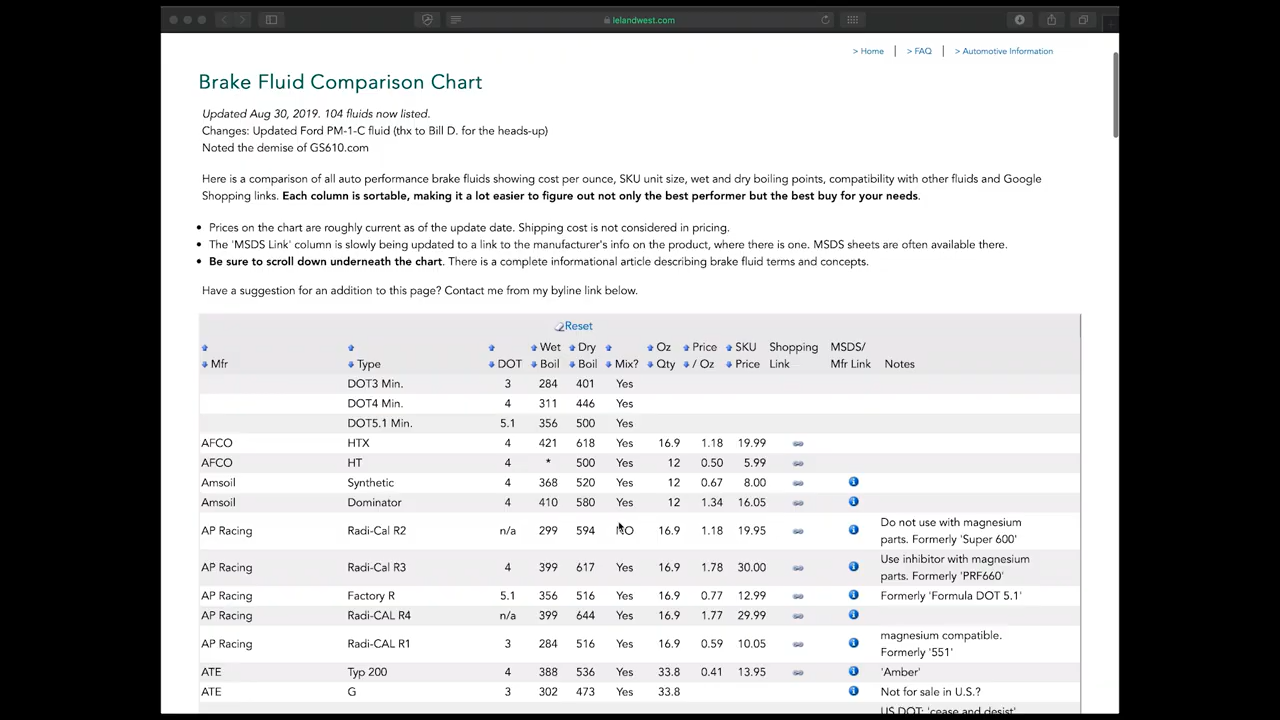 lelandwest.com
> Home | > FAQ | > Automotive Information
Brake Fluid Comparison Chart
Updated Aug 30, 2019. 104 fluids now listed.
Changes: Updated Ford PM-1-C fluid (thx to Bill D. for the heads-up)
Noted the demise of GS610.com
Here is a comparison of all auto performance brake fluids showing cost per ounce, SKU unit size, wet and dry boiling points, compatibility with other fluids and Google
Shopping links. Each column is sortable, making it a lot easier to figure out not only the best performer but the best buy for your needs.
• Prices on the chart are roughly current as of the update date. Shipping cost is not considered in pricing.
• The 'MSDS Link' column is slowly being updated to a link to the manufacturer's info on the product, where there is one. MSDS sheets are often available there.
• Be sure to scroll down underneath the chart. There is a complete informational article describing brake fluid terms and concepts.
Have a suggestion for an addition to this page? Contact me from my byline link below.
Reset
Wet Dry Oz Price SKU Shopping MSDS/
Mfr Type DOT Boil Boil Mix? Qty / Oz Price Link Mfr Link Notes
DOT3 Min. 3 284 401 Yes
DOT4 Min. 4 311 446 Yes
DOT5.1 Min. 5.1 356 500 Yes
AFCO HTX 4 421 618 Yes 16.9 1.18 19.99
AFCO HT 4 * 500 Yes 12 0.50 5.99
Amsoil Synthetic 4 368 520 Yes 12 0.67 8.00
Amsoil Dominator 4 410 580 Yes 12 1.34 16.05
AP Racing Radi-Cal R2 n/a 299 594 NO 16.9 1.18 19.95 Do not use with magnesium
parts. Formerly 'Super 600'
AP Racing Radi-Cal R3 4 399 617 Yes 16.9 1.78 30.00 Use inhibitor with magnesium
parts. Formerly 'PRF660'
AP Racing Factory R 5.1 356 516 Yes 16.9 0.77 12.99 Formerly 'Formula DOT 5.1'
AP Racing Radi-CAL R4 n/a 399 644 Yes 16.9 1.77 29.99
AP Racing Radi-CAL R1 3 284 516 Yes 16.9 0.59 10.05 magnesium compatible.
Formerly '551'
ATE Typ 200 4 388 536 Yes 33.8 0.41 13.95 'Amber'
ATE G 3 302 473 Yes 33.8 Not for sale in U.S.?
US DOT: 'cease and desist'